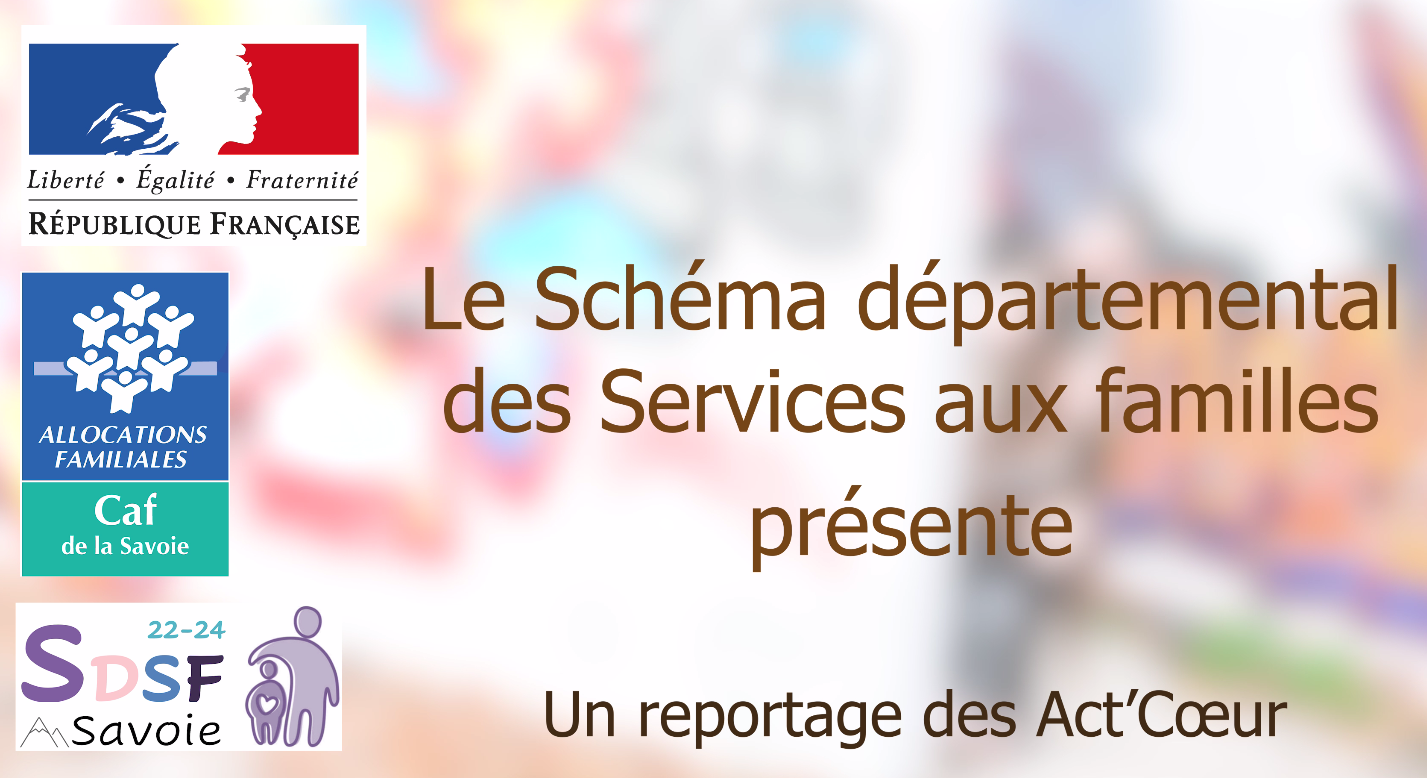 Liberté • Égalité • Fraternité
RÉPUBLIQUE FRANÇAISE
ALLOCATIONS
FAMILIALES
Caf
de la Savoie
22-24
SDSF
Savoie
Le Schéma départemental
des Services aux familles
présente
Un reportage des Act’Cœur